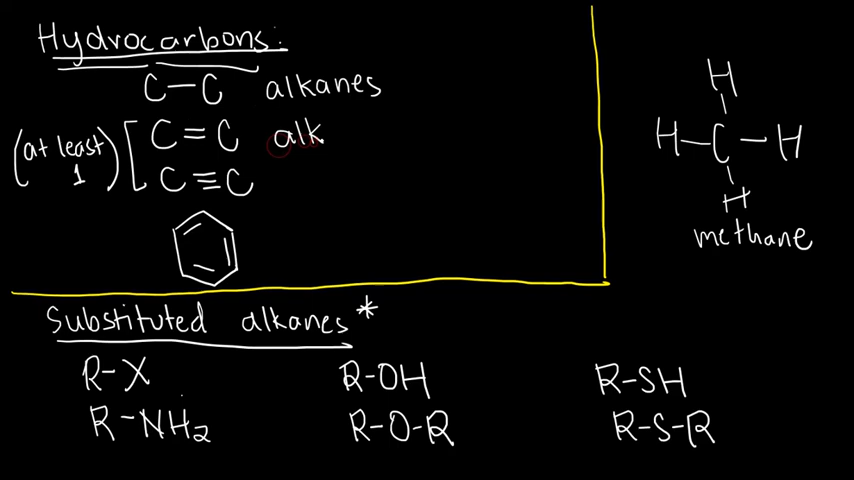 Hydrocarbons:
C–C alkanes
(at least 1) [ C=C alk
C≡C
H
H–C–H
H
methane
Substituted alkanes*
R-X R-OH R-SH
R-NH₂ R-O-R R-S-R